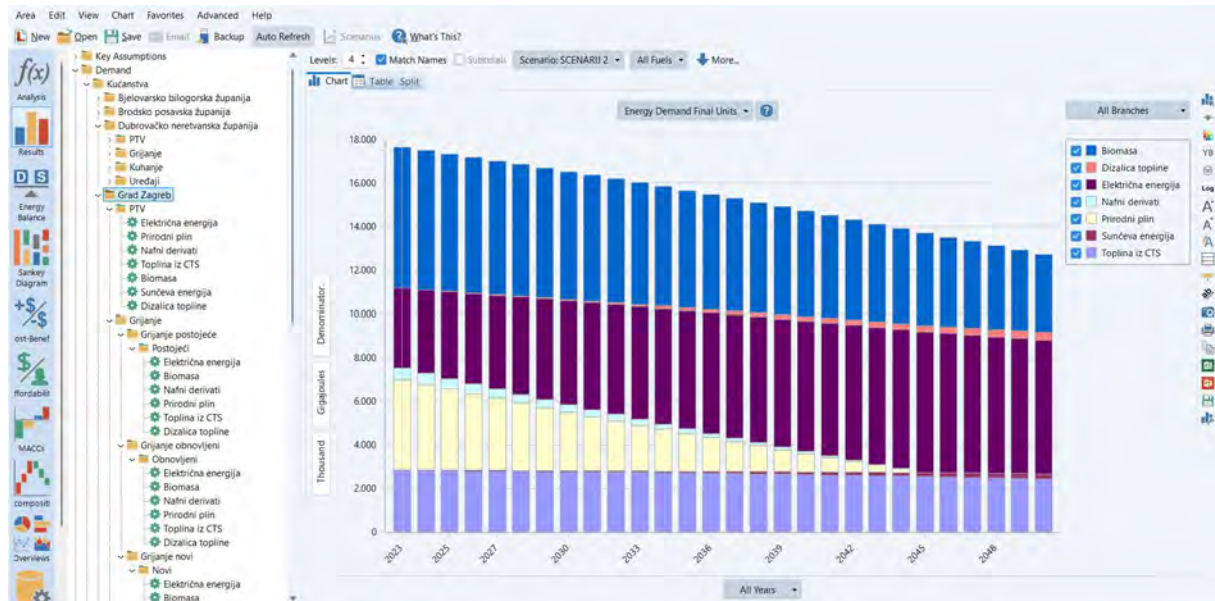 Area Edit View Chart Favorites Advanced Help
New Open Save Email Backup Auto Refresh Scenarios What's This?
f(x)
Analysis
Results
D S
Energy
Balance
Sankey
Diagram
+$/-$
ost-Benef
ffordabilit
MACCs
compositi
Overviews
Key Assumptions
Demand
Kućanstva
Bjelovarsko bilogorska županija
Brodsko posavska županija
Dubrovačko neretvanska županija
PTV
Grijanje
Kuhanje
Uređaji
Grad Zagreb
PTV
Električna energija
Prirodni plin
Nafni derivati
Toplina iz CTS
Biomasa
Sunčeva energija
Dizalica topline
Grijanje
Grijanje postojeće
Postojeći
Električna energija
Biomasa
Nafni derivati
Prirodni plin
Toplina iz CTS
Dizalica topline
Grijanje obnovljeni
Obnovljeni
Električna energija
Biomasa
Nafni derivati
Prirodni plin
Toplina iz CTS
Dizalica topline
Grijanje novi
Novi
Električna energija
Biomasa
Levels: 4 Match Names Subtotals Scenario: SCENARIJ 2 All Fuels More...
Chart Table Split
Energy Demand Final Units
All Branches
18.000
16.000
14.000
12.000
10.000
8.000
6.000
4.000
2.000
0
Denominator
Gigajoules
Thousand
2023 2025 2027 2030 2033 2036 2039 2042 2045 2048
All Years
Biomasa
Dizalica topline
Električna energija
Nafni derivati
Prirodni plin
Sunčeva energija
Toplina iz CTS
Log